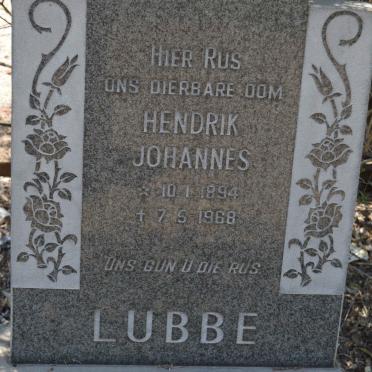 HIER RUS
ONS DIERBARE OOM
HENDRIK
JOHANNES
* 10·1·1894
† 7·5·1968
ONS GUN U DIE RUS
LUBBE